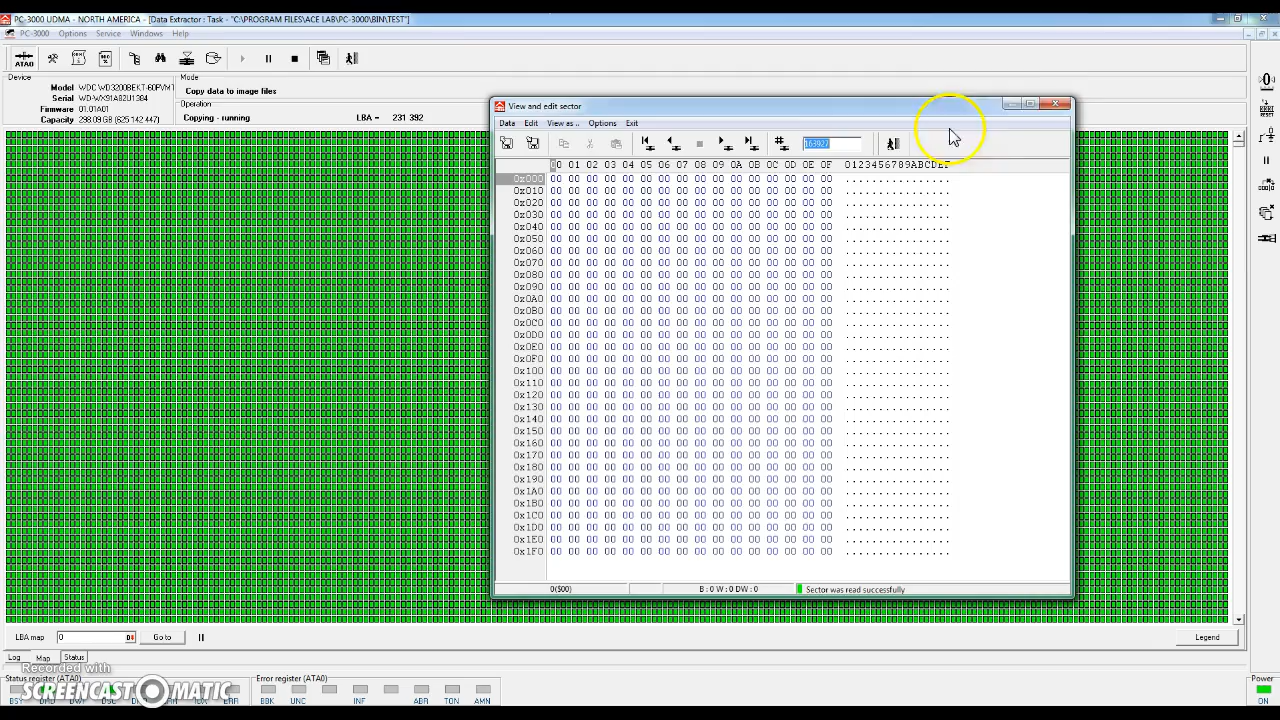 PC-3000 UDMA - NORTH AMERICA - [Data Extractor : Task - "C:\PROGRAM FILES\ACE LAB\PC-3000\BIN\TEST"]
PC-3000 Options Service Windows Help
ATA0
Device
Model WDC WD3200BEKT-60PVMT
Serial WD-WX91A82U1384
Firmware 01.01A01
Capacity 298.09 GB (625 142 447)
Mode
Copy data to image files
Operation
Copying - running LBA = 231 392
View and edit sector
Data Edit View as .. Options Exit
163927
00 01 02 03 04 05 06 07 08 09 0A 0B 0C 0D 0E 0F 0123456789ABCDEF
0x000 00 00 00 00 00 00 00 00 00 00 00 00 00 00 00 00 ................
0x010 00 00 00 00 00 00 00 00 00 00 00 00 00 00 00 00 ................
0x020 00 00 00 00 00 00 00 00 00 00 00 00 00 00 00 00 ................
0x030 00 00 00 00 00 00 00 00 00 00 00 00 00 00 00 00 ................
0x040 00 00 00 00 00 00 00 00 00 00 00 00 00 00 00 00 ................
0x050 00 00 00 00 00 00 00 00 00 00 00 00 00 00 00 00 ................
0x060 00 00 00 00 00 00 00 00 00 00 00 00 00 00 00 00 ................
0x070 00 00 00 00 00 00 00 00 00 00 00 00 00 00 00 00 ................
0x080 00 00 00 00 00 00 00 00 00 00 00 00 00 00 00 00 ................
0x090 00 00 00 00 00 00 00 00 00 00 00 00 00 00 00 00 ................
0x0A0 00 00 00 00 00 00 00 00 00 00 00 00 00 00 00 00 ................
0x0B0 00 00 00 00 00 00 00 00 00 00 00 00 00 00 00 00 ................
0x0C0 00 00 00 00 00 00 00 00 00 00 00 00 00 00 00 00 ................
0x0D0 00 00 00 00 00 00 00 00 00 00 00 00 00 00 00 00 ................
0x0E0 00 00 00 00 00 00 00 00 00 00 00 00 00 00 00 00 ................
0x0F0 00 00 00 00 00 00 00 00 00 00 00 00 00 00 00 00 ................
0x100 00 00 00 00 00 00 00 00 00 00 00 00 00 00 00 00 ................
0x110 00 00 00 00 00 00 00 00 00 00 00 00 00 00 00 00 ................
0x120 00 00 00 00 00 00 00 00 00 00 00 00 00 00 00 00 ................
0x130 00 00 00 00 00 00 00 00 00 00 00 00 00 00 00 00 ................
0x140 00 00 00 00 00 00 00 00 00 00 00 00 00 00 00 00 ................
0x150 00 00 00 00 00 00 00 00 00 00 00 00 00 00 00 00 ................
0x160 00 00 00 00 00 00 00 00 00 00 00 00 00 00 00 00 ................
0x170 00 00 00 00 00 00 00 00 00 00 00 00 00 00 00 00 ................
0x180 00 00 00 00 00 00 00 00 00 00 00 00 00 00 00 00 ................
0x190 00 00 00 00 00 00 00 00 00 00 00 00 00 00 00 00 ................
0x1A0 00 00 00 00 00 00 00 00 00 00 00 00 00 00 00 00 ................
0x1B0 00 00 00 00 00 00 00 00 00 00 00 00 00 00 00 00 ................
0x1C0 00 00 00 00 00 00 00 00 00 00 00 00 00 00 00 00 ................
0x1D0 00 00 00 00 00 00 00 00 00 00 00 00 00 00 00 00 ................
0x1E0 00 00 00 00 00 00 00 00 00 00 00 00 00 00 00 00 ................
0x1F0 00 00 00 00 00 00 00 00 00 00 00 00 00 00 00 00 ................
0($00) B : 0 W : 0 DW : 0 Sector was read successfully
LBA map 0 Go to Legend
Log Map Status
Recorded with
SCREENCAST MATIC
Status register (ATA0) Error register (ATA0) Power
BSY BBK UNC INF ABR TON AMN ON